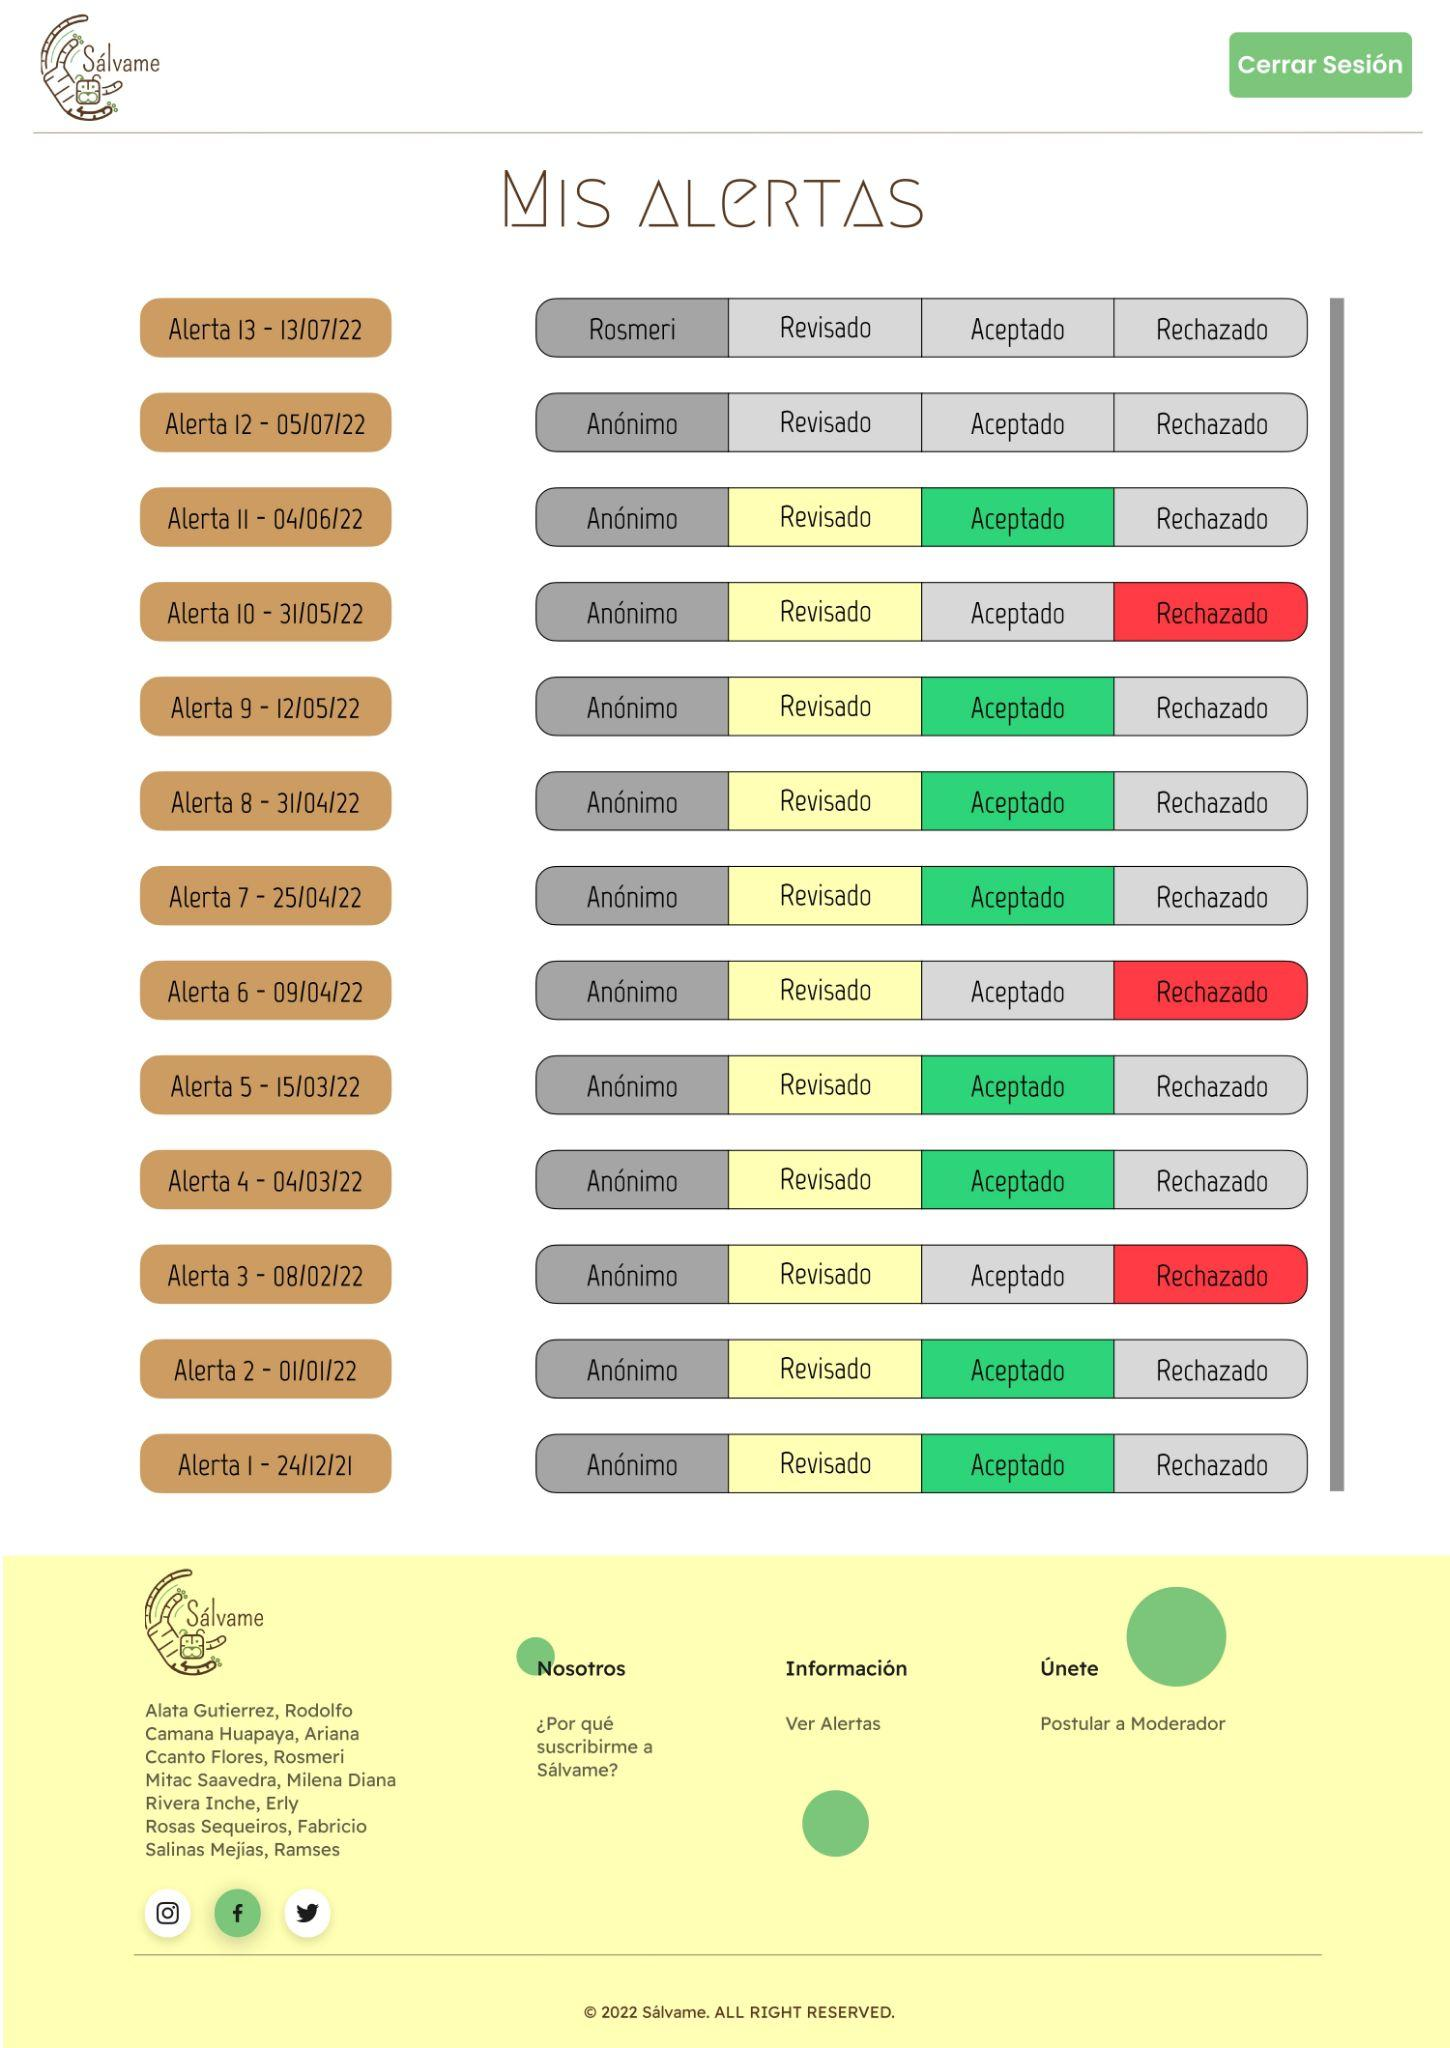 Sálvame
Cerrar Sesión
Mis alertas
Alerta 13 - 13/07/22 Rosmeri Revisado Aceptado Rechazado
Alerta 12 - 05/07/22 Anónimo Revisado Aceptado Rechazado
Alerta 11 - 04/06/22 Anónimo Revisado Aceptado Rechazado
Alerta 10 - 31/05/22 Anónimo Revisado Aceptado Rechazado
Alerta 9 - 12/05/22 Anónimo Revisado Aceptado Rechazado
Alerta 8 - 31/04/22 Anónimo Revisado Aceptado Rechazado
Alerta 7 - 25/04/22 Anónimo Revisado Aceptado Rechazado
Alerta 6 - 09/04/22 Anónimo Revisado Aceptado Rechazado
Alerta 5 - 15/03/22 Anónimo Revisado Aceptado Rechazado
Alerta 4 - 04/03/22 Anónimo Revisado Aceptado Rechazado
Alerta 3 - 08/02/22 Anónimo Revisado Aceptado Rechazado
Alerta 2 - 01/01/22 Anónimo Revisado Aceptado Rechazado
Alerta 1 - 24/12/21 Anónimo Revisado Aceptado Rechazado
Sálvame
Alata Gutierrez, Rodolfo
Camana Huapaya, Ariana
Ccanto Flores, Rosmeri
Mitac Saavedra, Milena Diana
Rivera Inche, Erly
Rosas Sequeiros, Fabricio
Salinas Mejías, Ramses
Nosotros
¿Por qué
suscribirme a
Sálvame?
Información
Ver Alertas
Únete
Postular a Moderador
© 2022 Sálvame. ALL RIGHT RESERVED.